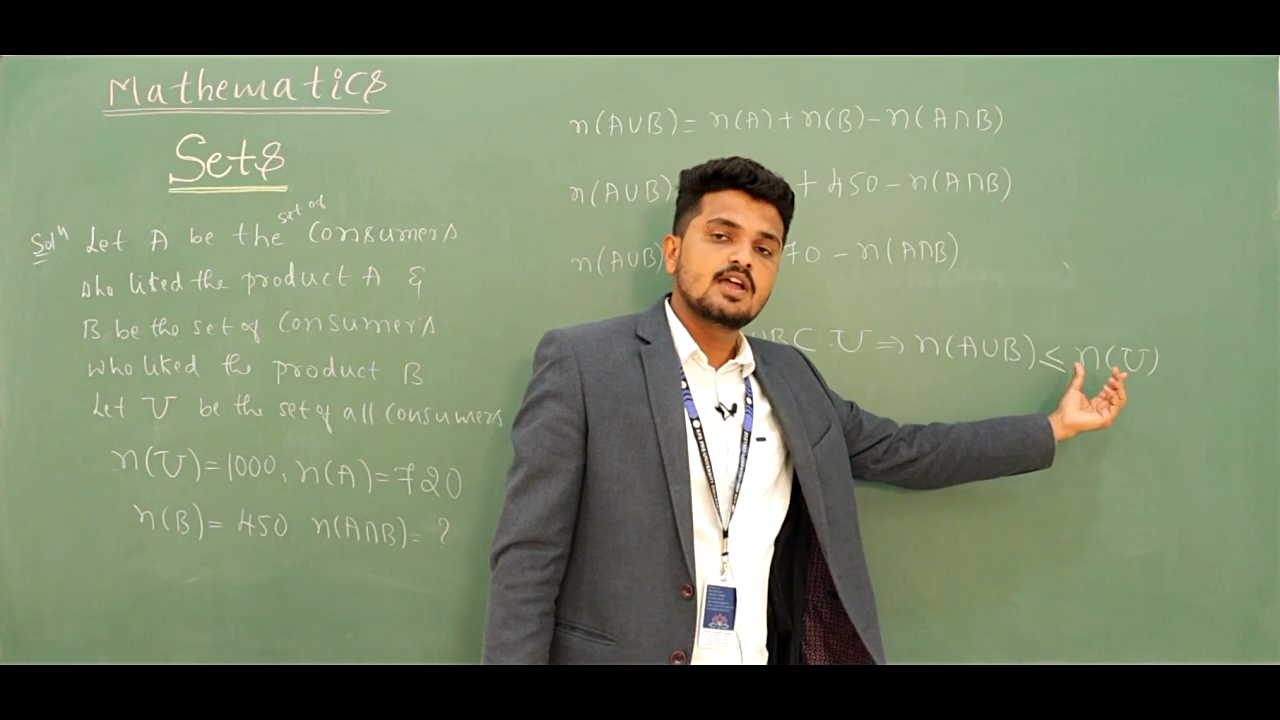 Mathematics
Sets
Solⁿ Let A be the set of Consumers
who liked the product A &
B be the set of Consumers
who liked the product B
Let U be the set of all Consumers
n(U)=1000, n(A)=720
n(B)= 450 n(A∩B)= ?
n(A∪B)= n(A)+n(B)-n(A∩B)
n(A∪B) + 450 - n(A∩B)
n(A∪B) 70 - n(A∩B)
U ⇒ n(A∪B) ≤ n(U)